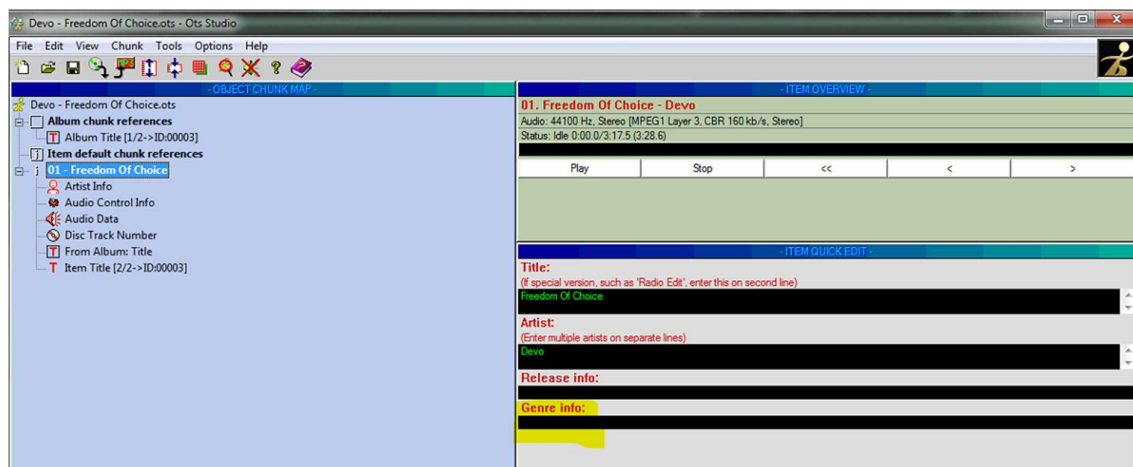 Devo - Freedom Of Choice.ots - Ots Studio
File Edit View Chunk Tools Options Help
- OBJECT CHUNK MAP -
Devo - Freedom Of Choice.ots
Album chunk references
T Album Title [1/2->ID:00003]
j Item default chunk references
j 01 - Freedom Of Choice
Artist Info
Audio Control Info
Audio Data
Disc Track Number
T From Album: Title
T Item Title [2/2->ID:00003]
- ITEM OVERVIEW -
01. Freedom Of Choice - Devo
Audio: 44100 Hz, Stereo [MPEG1 Layer 3, CBR 160 kb/s, Stereo]
Status: Idle 0:00.0/3:17.5 (3:28.6)
Play Stop << < >
- ITEM QUICK EDIT -
Title:
(If special version, such as 'Radio Edit', enter this on second line)
Freedom Of Choice
Artist:
(Enter multiple artists on separate lines)
Devo
Release info:
Genre info: